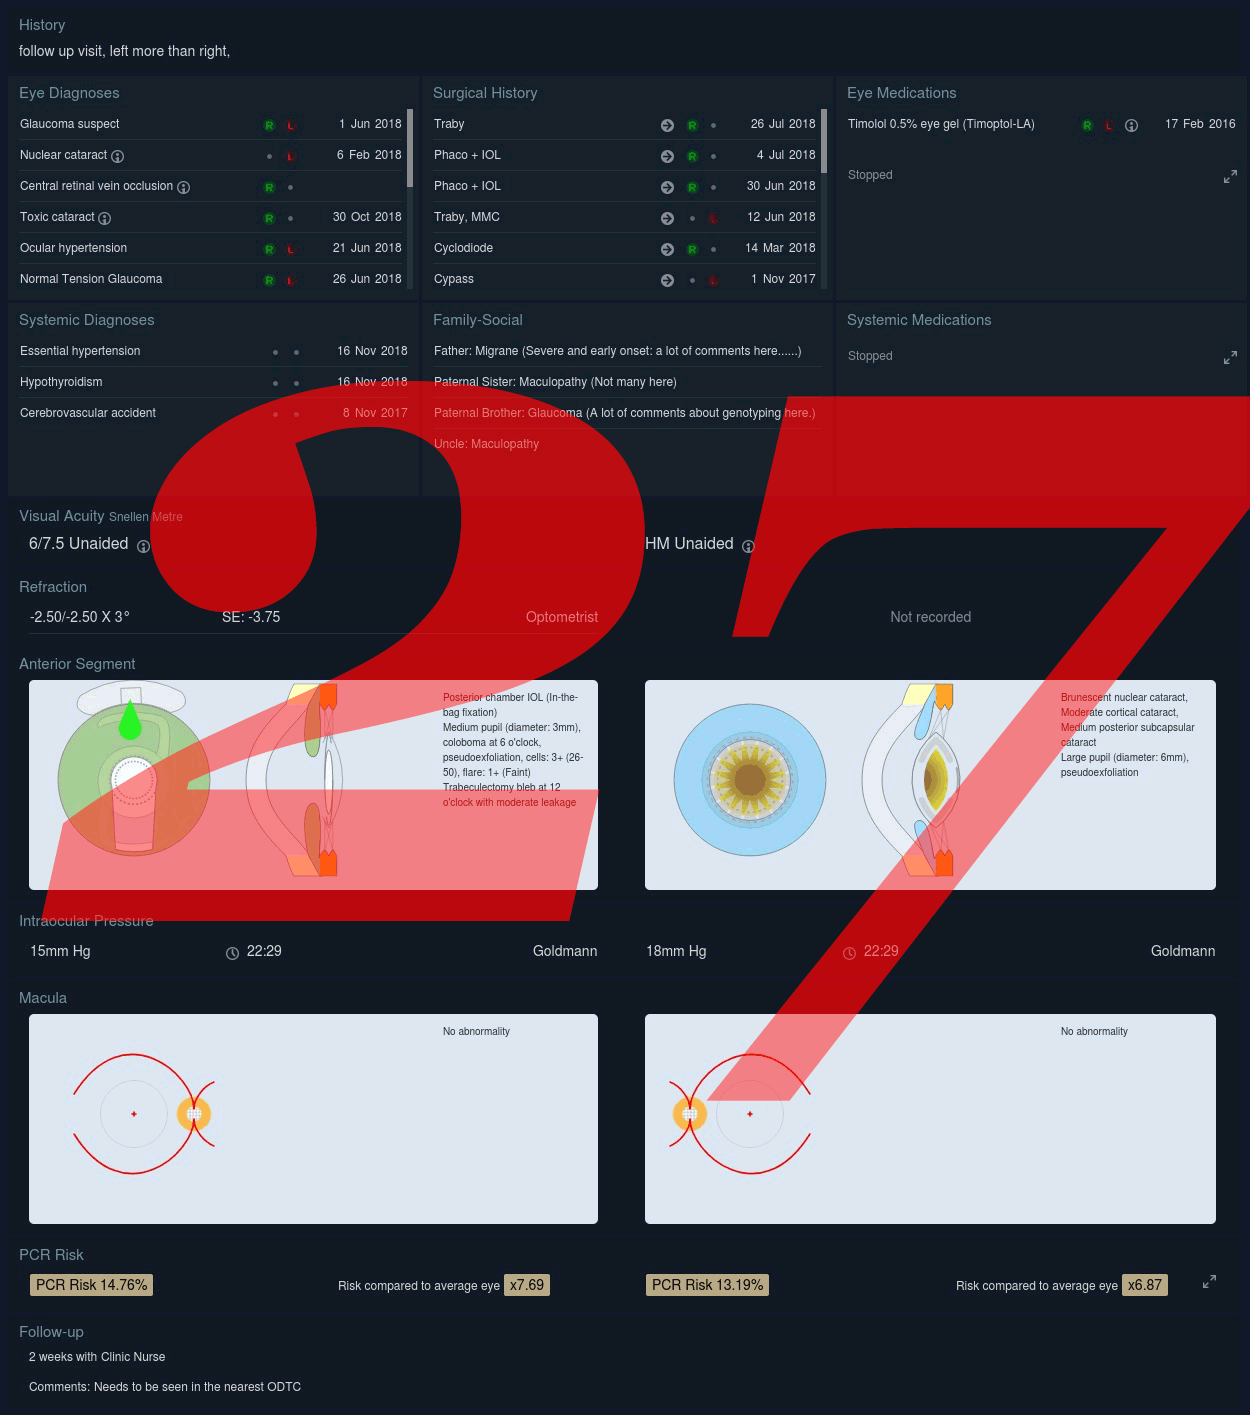 History
follow up visit, left more than right,
Eye Diagnoses
Glaucoma suspect R L 1 Jun 2018
Nuclear cataract L 6 Feb 2018
Central retinal vein occlusion R
Toxic cataract R 30 Oct 2018
Ocular hypertension R L 21 Jun 2018
Normal Tension Glaucoma R L 26 Jun 2018
Surgical History
Traby R 26 Jul 2018
Phaco + IOL R 4 Jul 2018
Phaco + IOL R 30 Jun 2018
Traby, MMC L 12 Jun 2018
Cyclodiode R 14 Mar 2018
Cypass L 1 Nov 2017
Eye Medications
Timolol 0.5% eye gel (Timoptol-LA) R L 17 Feb 2016
Stopped
Systemic Diagnoses
Essential hypertension 16 Nov 2018
Hypothyroidism 16 Nov 2018
Cerebrovascular accident 8 Nov 2017
Family-Social
Father: Migrane (Severe and early onset: a lot of comments here......)
Paternal Sister: Maculopathy (Not many here)
Paternal Brother: Glaucoma (A lot of comments about genotyping here.)
Uncle: Maculopathy
Systemic Medications
Stopped
27
Visual Acuity Snellen Metre
6/7.5 Unaided HM Unaided
Refraction
-2.50/-2.50 X 3° SE: -3.75 Optometrist Not recorded
Anterior Segment
Posterior chamber IOL (In-the-
bag fixation)
Medium pupil (diameter: 3mm),
coloboma at 6 o'clock,
pseudoexfoliation, cells: 3+ (26-
50), flare: 1+ (Faint)
Trabeculectomy bleb at 12
o'clock with moderate leakage
Brunescent nuclear cataract,
Moderate cortical cataract,
Medium posterior subcapsular
cataract
Large pupil (diameter: 6mm),
pseudoexfoliation
Intraocular Pressure
15mm Hg 22:29 Goldmann 18mm Hg 22:29 Goldmann
Macula
No abnormality No abnormality
PCR Risk
PCR Risk 14.76% Risk compared to average eye x7.69 PCR Risk 13.19% Risk compared to average eye x6.87
Follow-up
2 weeks with Clinic Nurse
Comments: Needs to be seen in the nearest ODTC